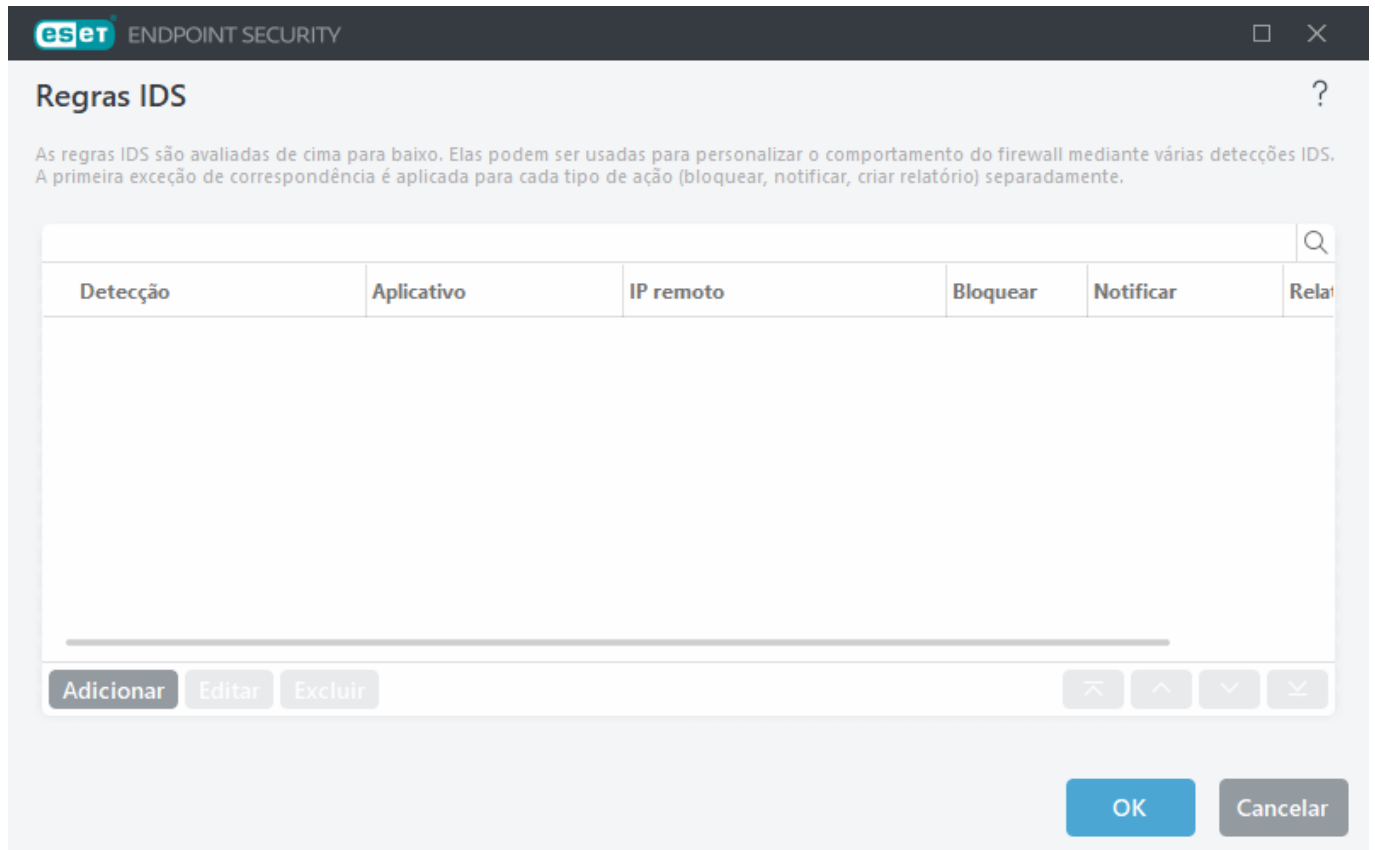 eset ENDPOINT SECURITY
Regras IDS
?
As regras IDS são avaliadas de cima para baixo. Elas podem ser usadas para personalizar o comportamento do firewall mediante várias detecções IDS.
A primeira exceção de correspondência é aplicada para cada tipo de ação (bloquear, notificar, criar relatório) separadamente.
Detecção Aplicativo IP remoto Bloquear Notificar Relat
Adicionar Editar Excluir
OK Cancelar